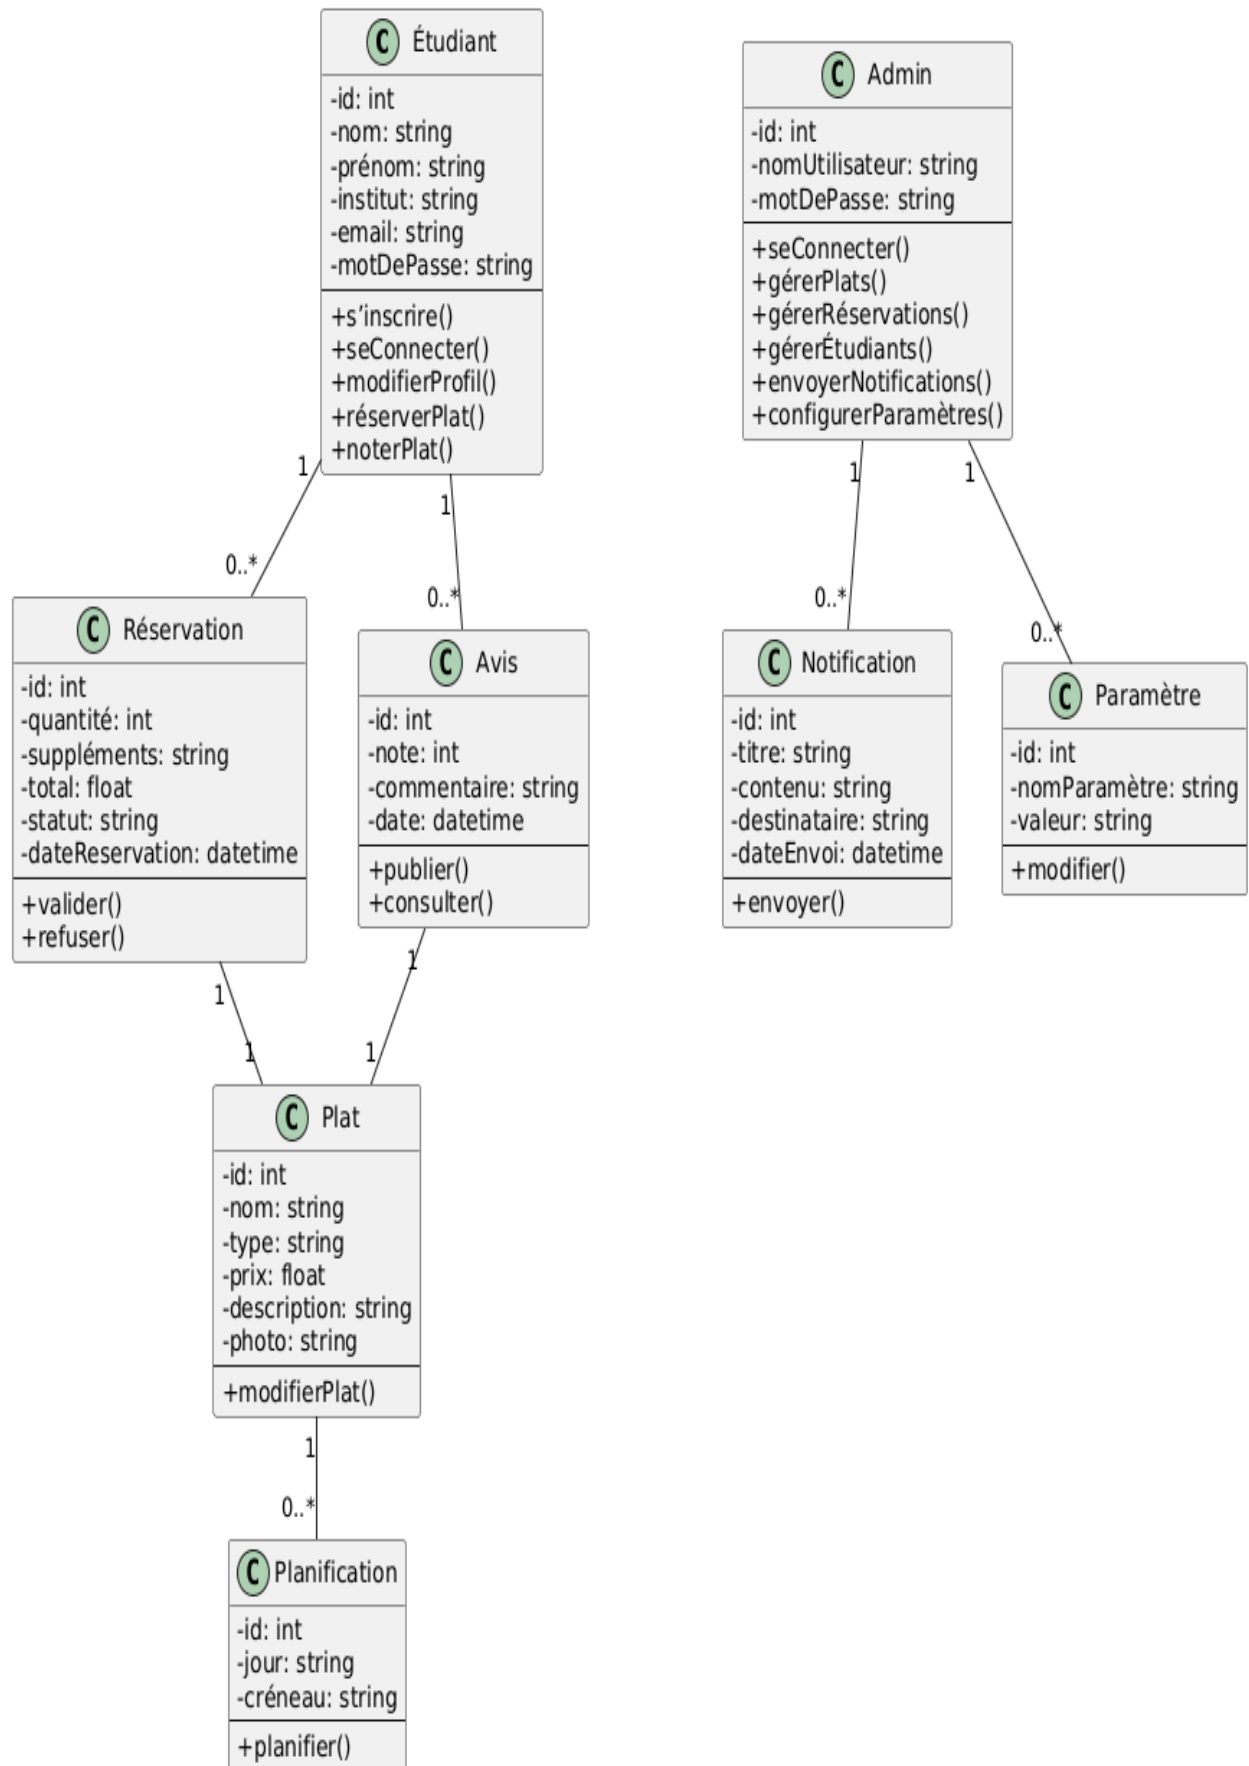 C Étudiant
-id: int
-nom: string
-prénom: string
-institut: string
-email: string
-motDePasse: string
+s’inscrire()
+seConnecter()
+modifierProfil()
+réserverPlat()
+noterPlat()
C Admin
-id: int
-nomUtilisateur: string
-motDePasse: string
+seConnecter()
+gérerPlats()
+gérerRéservations()
+gérerÉtudiants()
+envoyerNotifications()
+configurerParamètres()
1
0..*
1
0..*
1
0..*
1
0..*
C Réservation
-id: int
-quantité: int
-suppléments: string
-total: float
-statut: string
-dateReservation: datetime
+valider()
+refuser()
C Avis
-id: int
-note: int
-commentaire: string
-date: datetime
+publier()
+consulter()
C Notification
-id: int
-titre: string
-contenu: string
-destinataire: string
-dateEnvoi: datetime
+envoyer()
C Paramètre
-id: int
-nomParamètre: string
-valeur: string
+modifier()
1
1
1
1
C Plat
-id: int
-nom: string
-type: string
-prix: float
-description: string
-photo: string
+modifierPlat()
1
0..*
C Planification
-id: int
-jour: string
-créneau: string
+planifier()